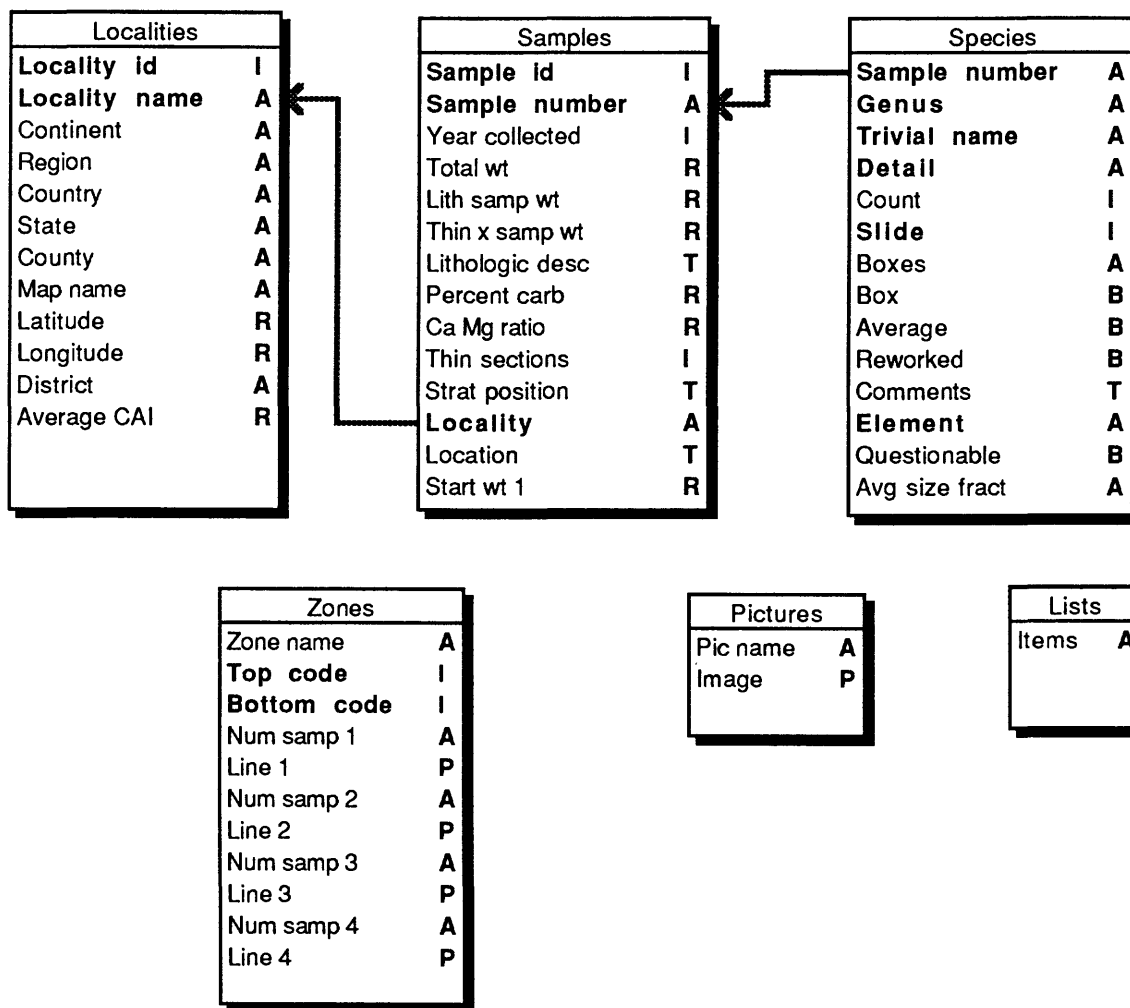 Localities
Locality id I
Locality name A
Continent A
Region A
Country A
State A
County A
Map name A
Latitude R
Longitude R
District A
Average CAI R
Samples
Sample id I
Sample number A
Year collected I
Total wt R
Lith samp wt R
Thin x samp wt R
Lithologic desc T
Percent carb R
Ca Mg ratio R
Thin sections I
Strat position T
Locality A
Location T
Start wt 1 R
Species
Sample number A
Genus A
Trivial name A
Detail A
Count I
Slide I
Boxes A
Box B
Average B
Reworked B
Comments T
Element A
Questionable B
Avg size fract A
Zones
Zone name A
Top code I
Bottom code I
Num samp 1 A
Line 1 P
Num samp 2 A
Line 2 P
Num samp 3 A
Line 3 P
Num samp 4 A
Line 4 P
Pictures
Pic name A
Image P
Lists
Items A